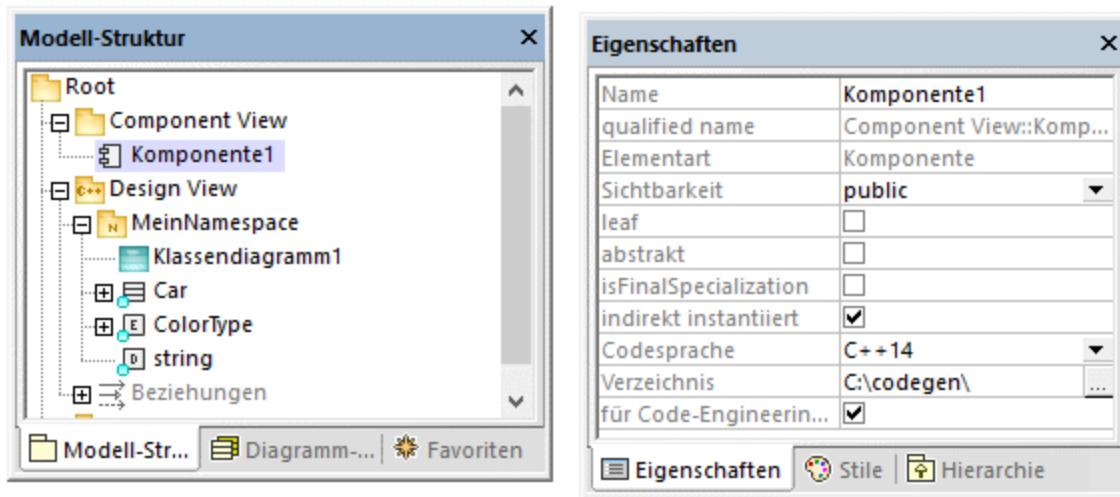 Modell-Struktur
Root
Component View
Komponente1
C++ Design View
N MeinNamespace
Klassendiagramm1
Car
E ColorType
D string
Beziehungen
Modell-Str... Diagramm-... Favoriten
Eigenschaften
Name Komponente1
qualified name Component View::Komp...
Elementart Komponente
Sichtbarkeit public
leaf
abstrakt
isFinalSpecialization
indirekt instantiiert
Codesprache C++14
Verzeichnis C:\codegen\ ...
für Code-Engineerin...
Eigenschaften Stile Hierarchie